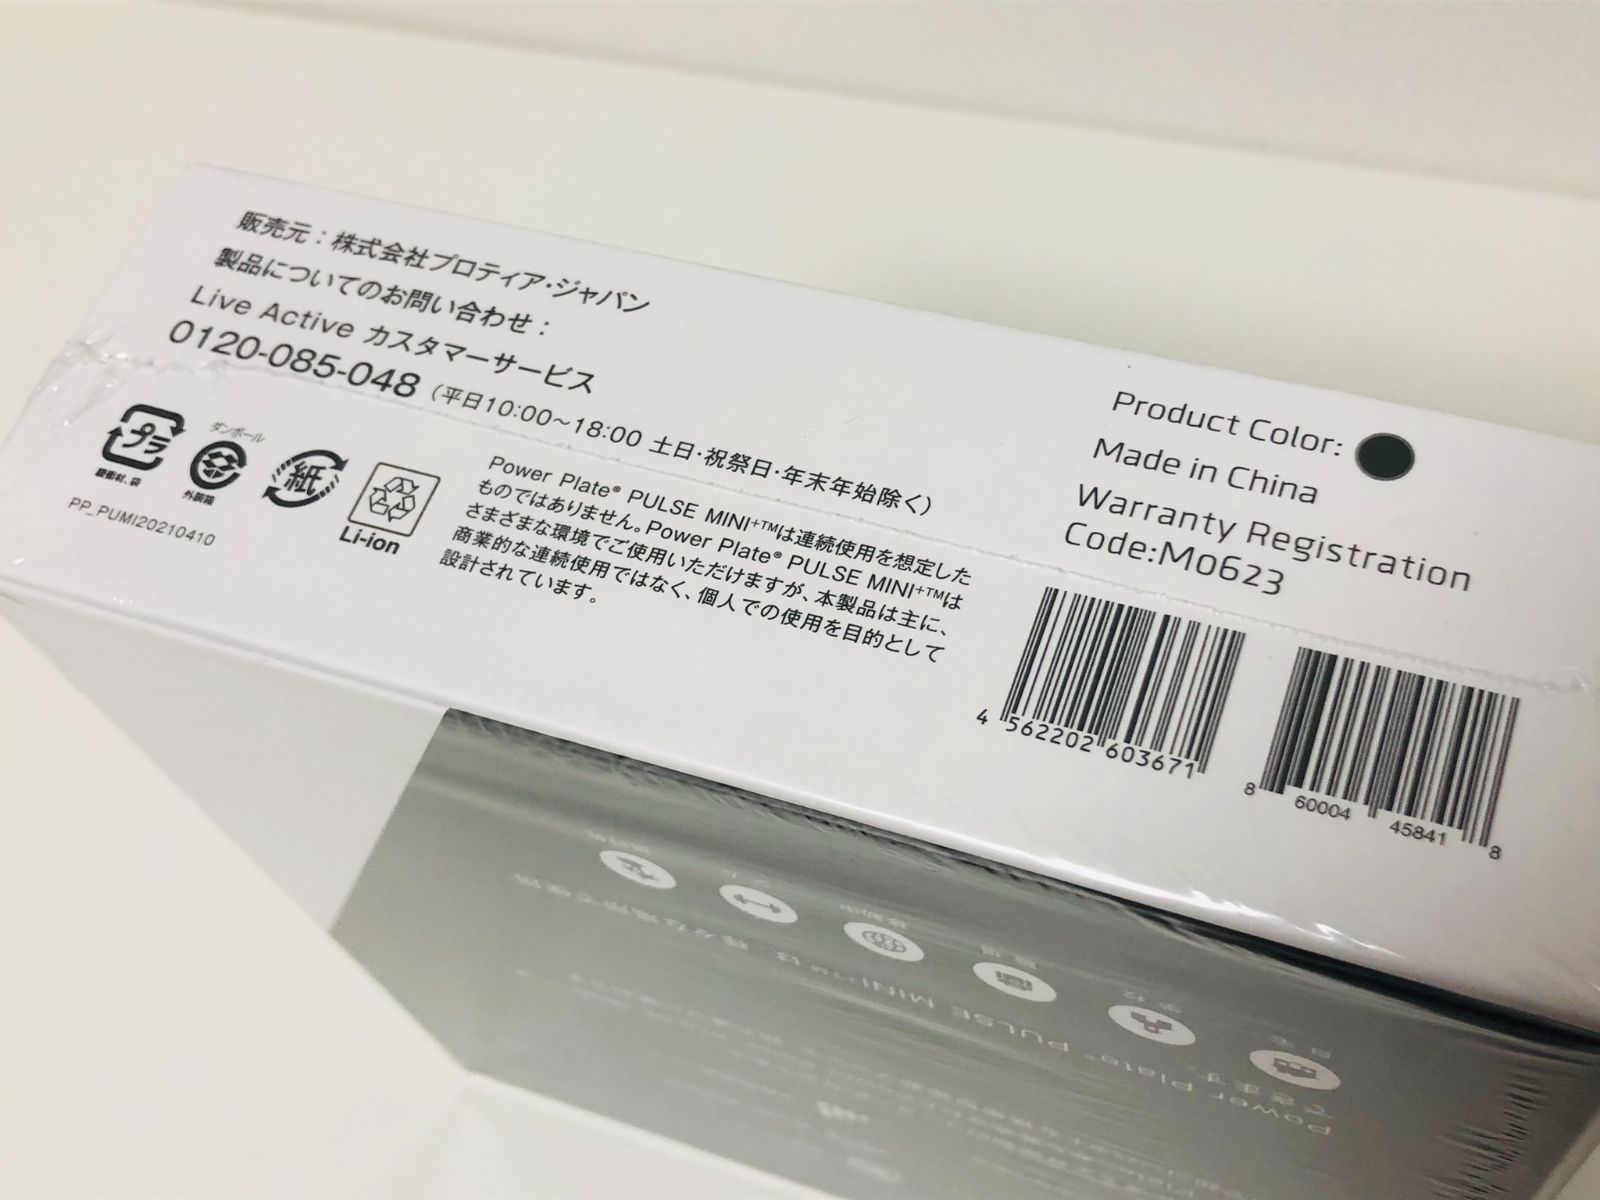 販売元：株式会社プロティア・ジャパン
製品についてのお問い合わせ：
Live Active カスタマーサービス
0120-085-048（平日10:00〜18:00 土日・祝祭日・年末年始除く）
プラ
緩衝材、袋
ダンボール
外装箱
紙
Li-ion
PP_PUMI20210410
Power Plate® PULSE MINI+™は連続使用を想定した
ものではありません。Power Plate® PULSE MINI+™は
さまざまな環境でご使用いただけますが、本製品は主に、
商業的な連続使用ではなく、個人での使用を目的として
設計されています。
Product Color:
Made in China
Warranty Registration
Code:M0623
4 562202 603671
8 60004 45841 8
Power Plate® PULSE MINI